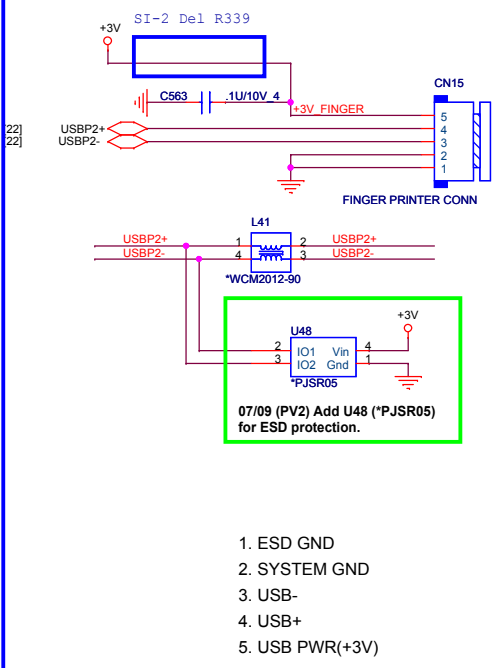 SI-2 Del R339
+3V
C563
.1U/10V_4
+3V_FINGER
CN15
5
4
3
2
1
22]
USBP2+
22]
USBP2-
FINGER PRINTER CONN
L41
USBP2+
1
2
USBP2+
USBP2-
4
3
USBP2-
*WCM2012-90
+3V
U48
2
IO1
Vin
4
3
IO2
Gnd
1
*PJSR05
07/09 (PV2) Add U48 (*PJSR05)
for ESD protection.
1. ESD GND
2. SYSTEM GND
3. USB-
4. USB+
5. USB PWR(+3V)